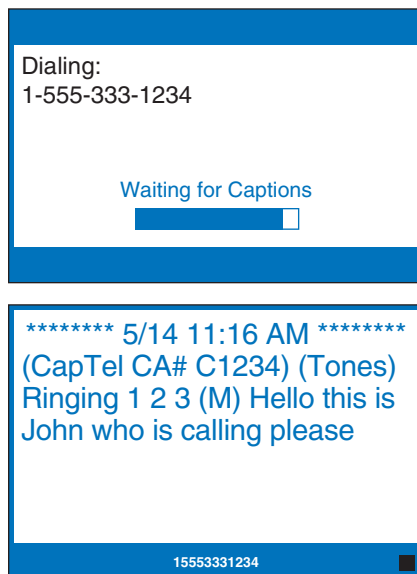 Dialing:
1-555-333-1234
Waiting for Captions
******** 5/14 11:16 AM ********
(CapTel CA# C1234) (Tones)
Ringing 1 2 3 (M) Hello this is
John who is calling please
15553331234